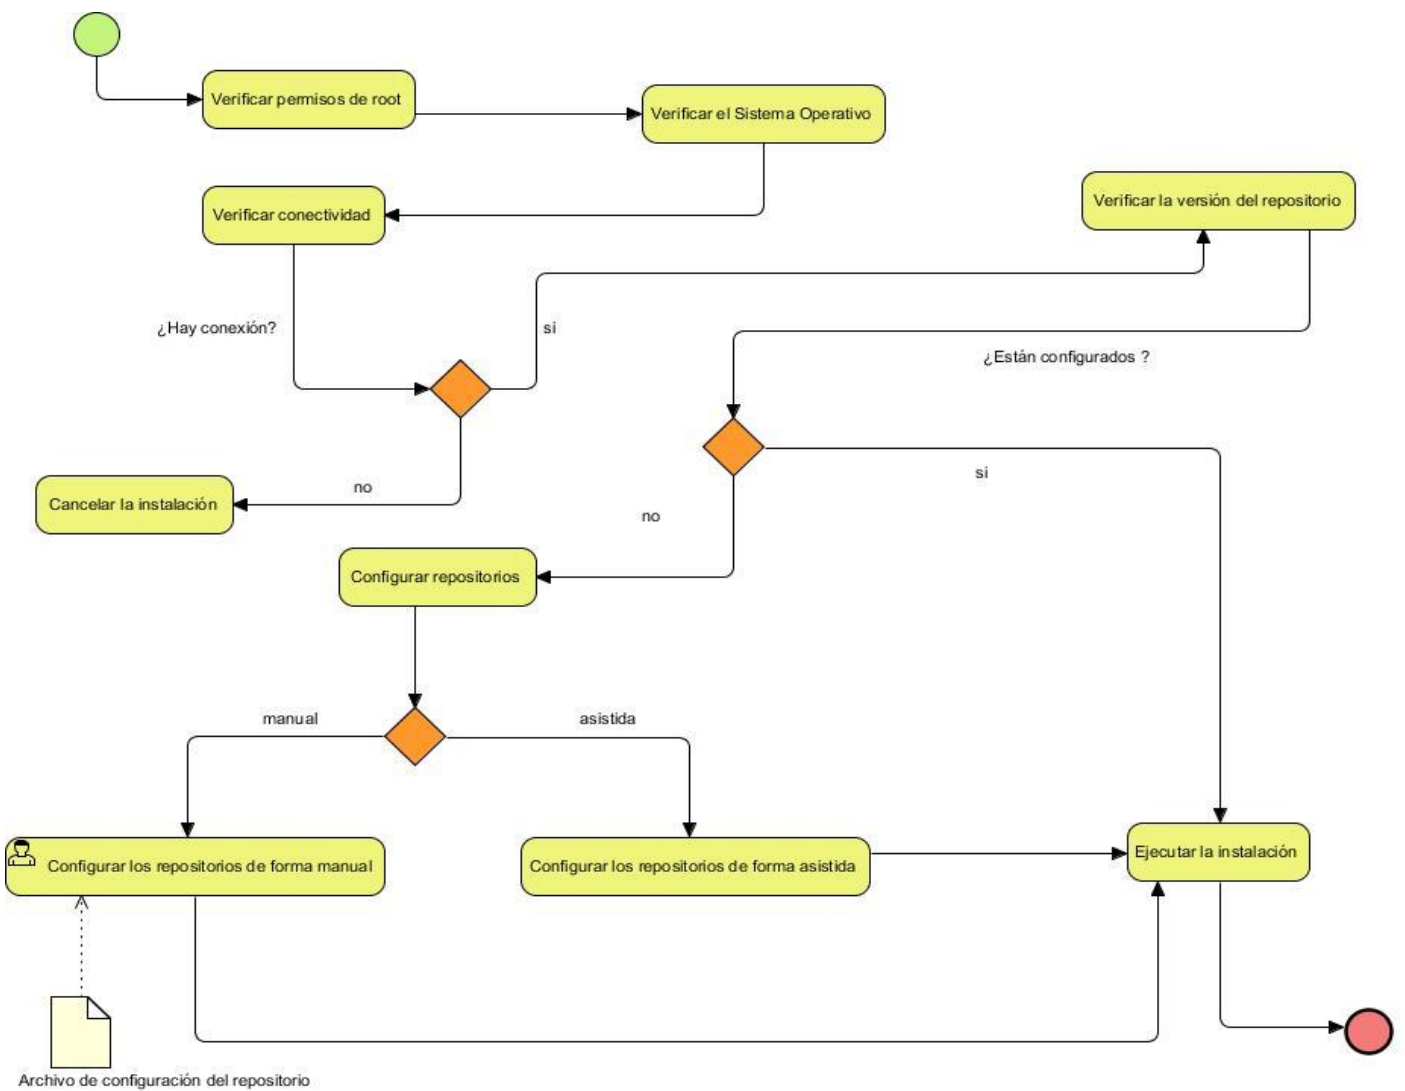 Verificar permisos de root
Verificar el Sistema Operativo
Verificar la versión del repositorio
Verificar conectividad
¿Hay conexión?
si
¿Están configurados ?
si
no
Cancelar la instalación
no
Configurar repositorios
manual
asistida
Configurar los repositorios de forma manual
Configurar los repositorios de forma asistida
Ejecutar la instalación
Archivo de configuración del repositorio